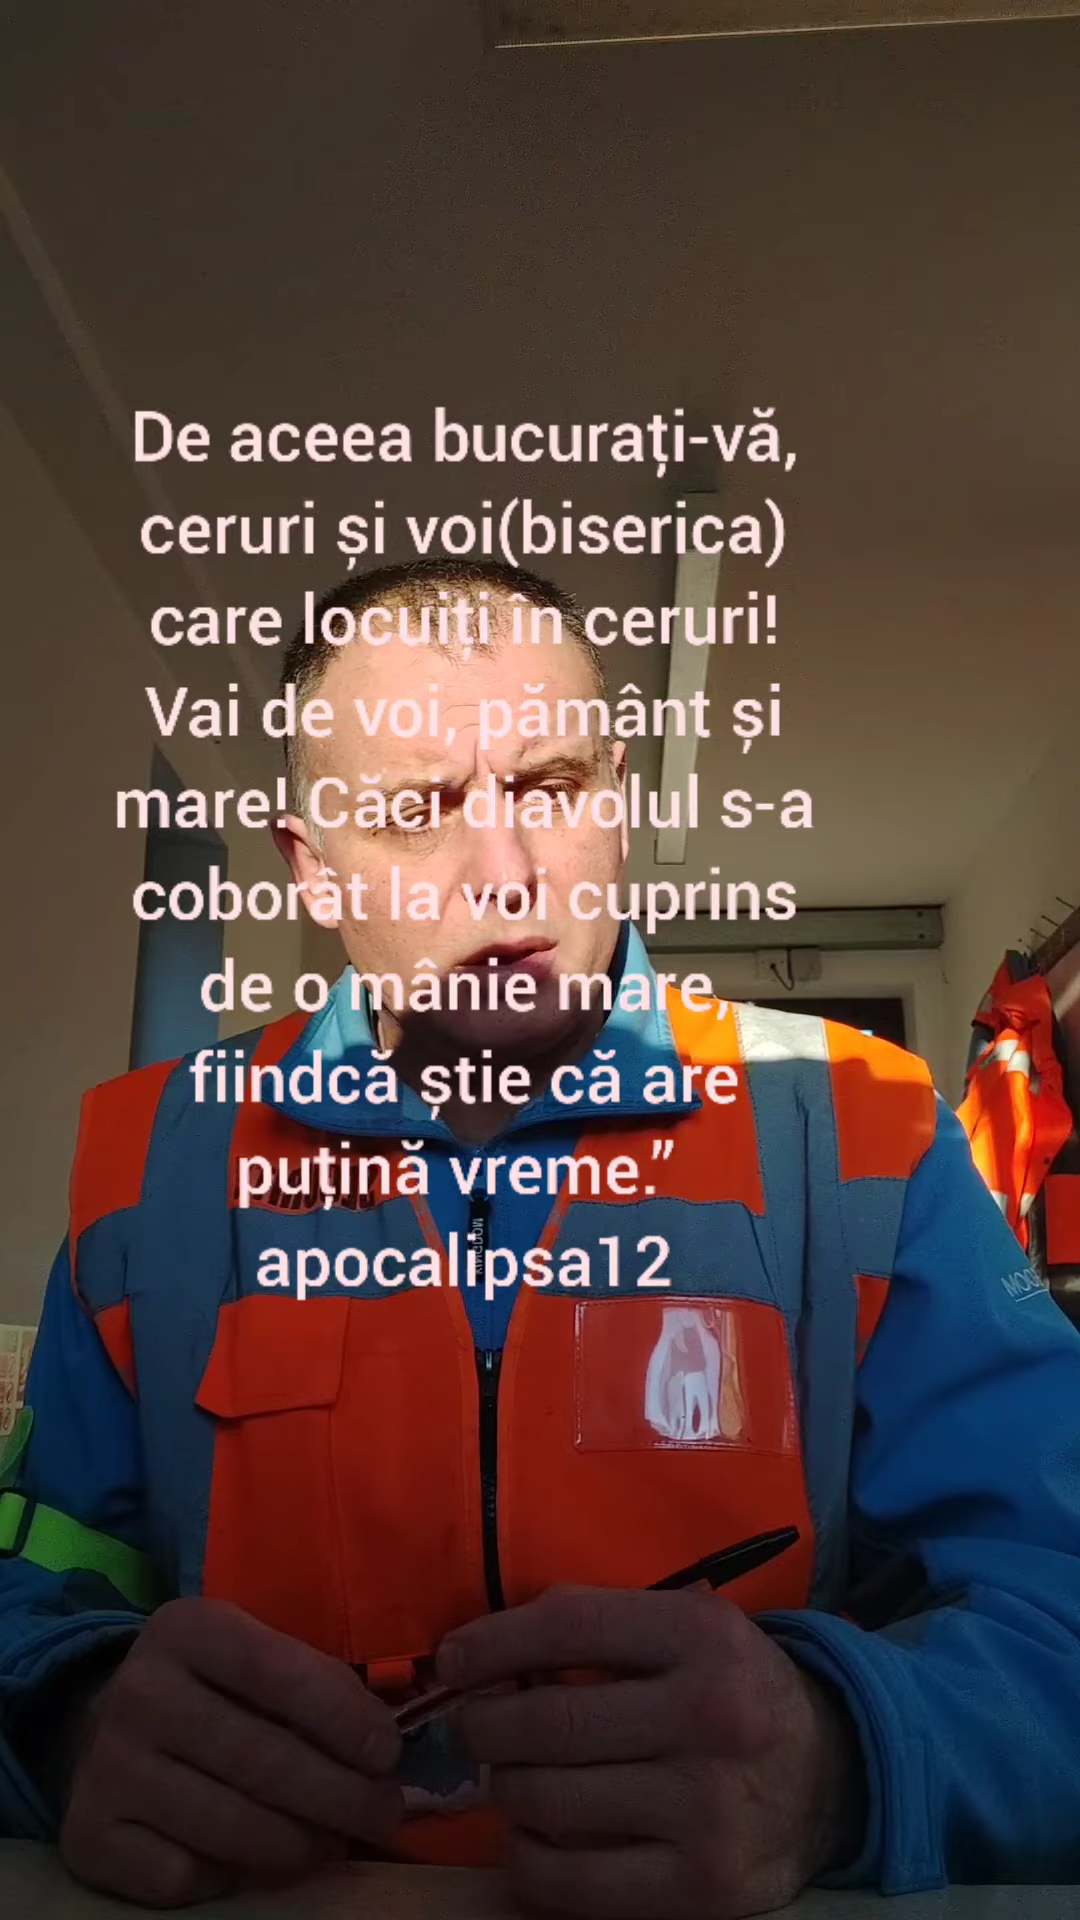 De aceea bucurați-vă,
ceruri și voi(biserica)
care locuiți în ceruri!
Vai de voi, pământ și
mare! Căci diavolul s-a
coborât la voi cuprins
de o mânie mare,
fiindcă știe că are
puțină vreme.”
apocalipsa12